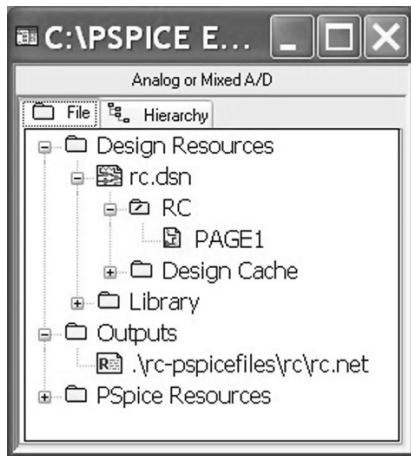 C:\PSPICE E...
Analog or Mixed A/D
File Hierarchy
Design Resources
rc.dsn
RC
PAGE1
Design Cache
Library
Outputs
.\rc-pspicefiles\rc\rc.net
PSpice Resources